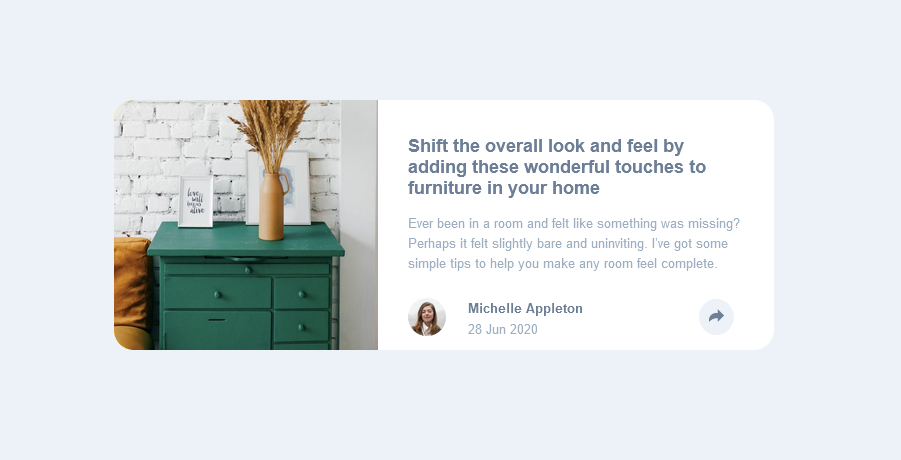 love
will
alive
Shift the overall look and feel by
adding these wonderful touches to
furniture in your home
Ever been in a room and felt like something was missing?
Perhaps it felt slightly bare and uninviting. I've got some
simple tips to help you make any room feel complete.
Michelle Appleton
28 Jun 2020